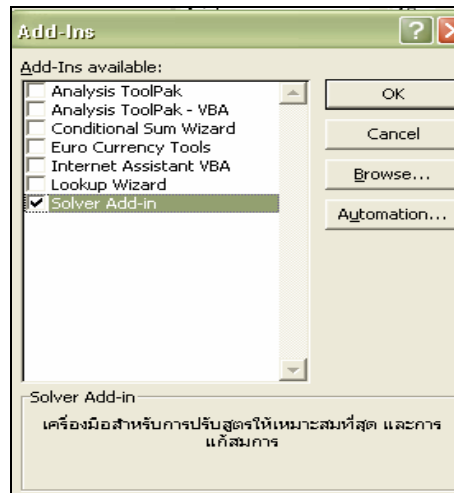 Add-Ins
Add-Ins available:
Analysis ToolPak
Analysis ToolPak - VBA
Conditional Sum Wizard
Euro Currency Tools
Internet Assistant VBA
Lookup Wizard
Solver Add-in
OK
Cancel
Browse...
Automation...
Solver Add-in
เครื่องมือสำหรับการปรับสูตรให้เหมาะสมที่สุด และการ
แก้สมการ